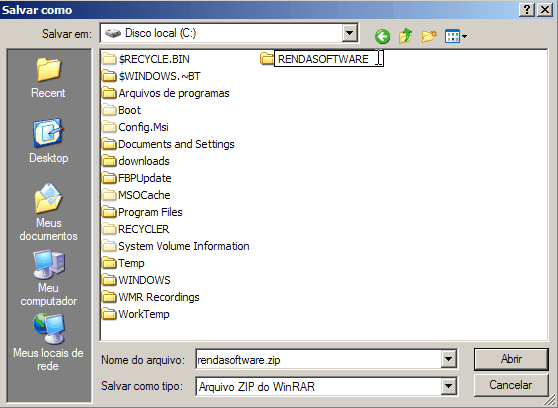 Salvar como
Salvar em:
Disco local (C:)
Recent
Desktop
Meus
documentos
Meu
computador
Meus locais de
rede
$RECYCLE.BIN
$WINDOWS.~BT
Arquivos de programas
Boot
Config.Msi
Documents and Settings
downloads
FBPUpdate
MSOCache
Program Files
RECYCLER
System Volume Information
Temp
WINDOWS
WMR Recordings
WorkTemp
RENDASOFTWARE
Nome do arquivo:
rendasoftware.zip
Abrir
Salvar como tipo:
Arquivo ZIP do WinRAR
Cancelar